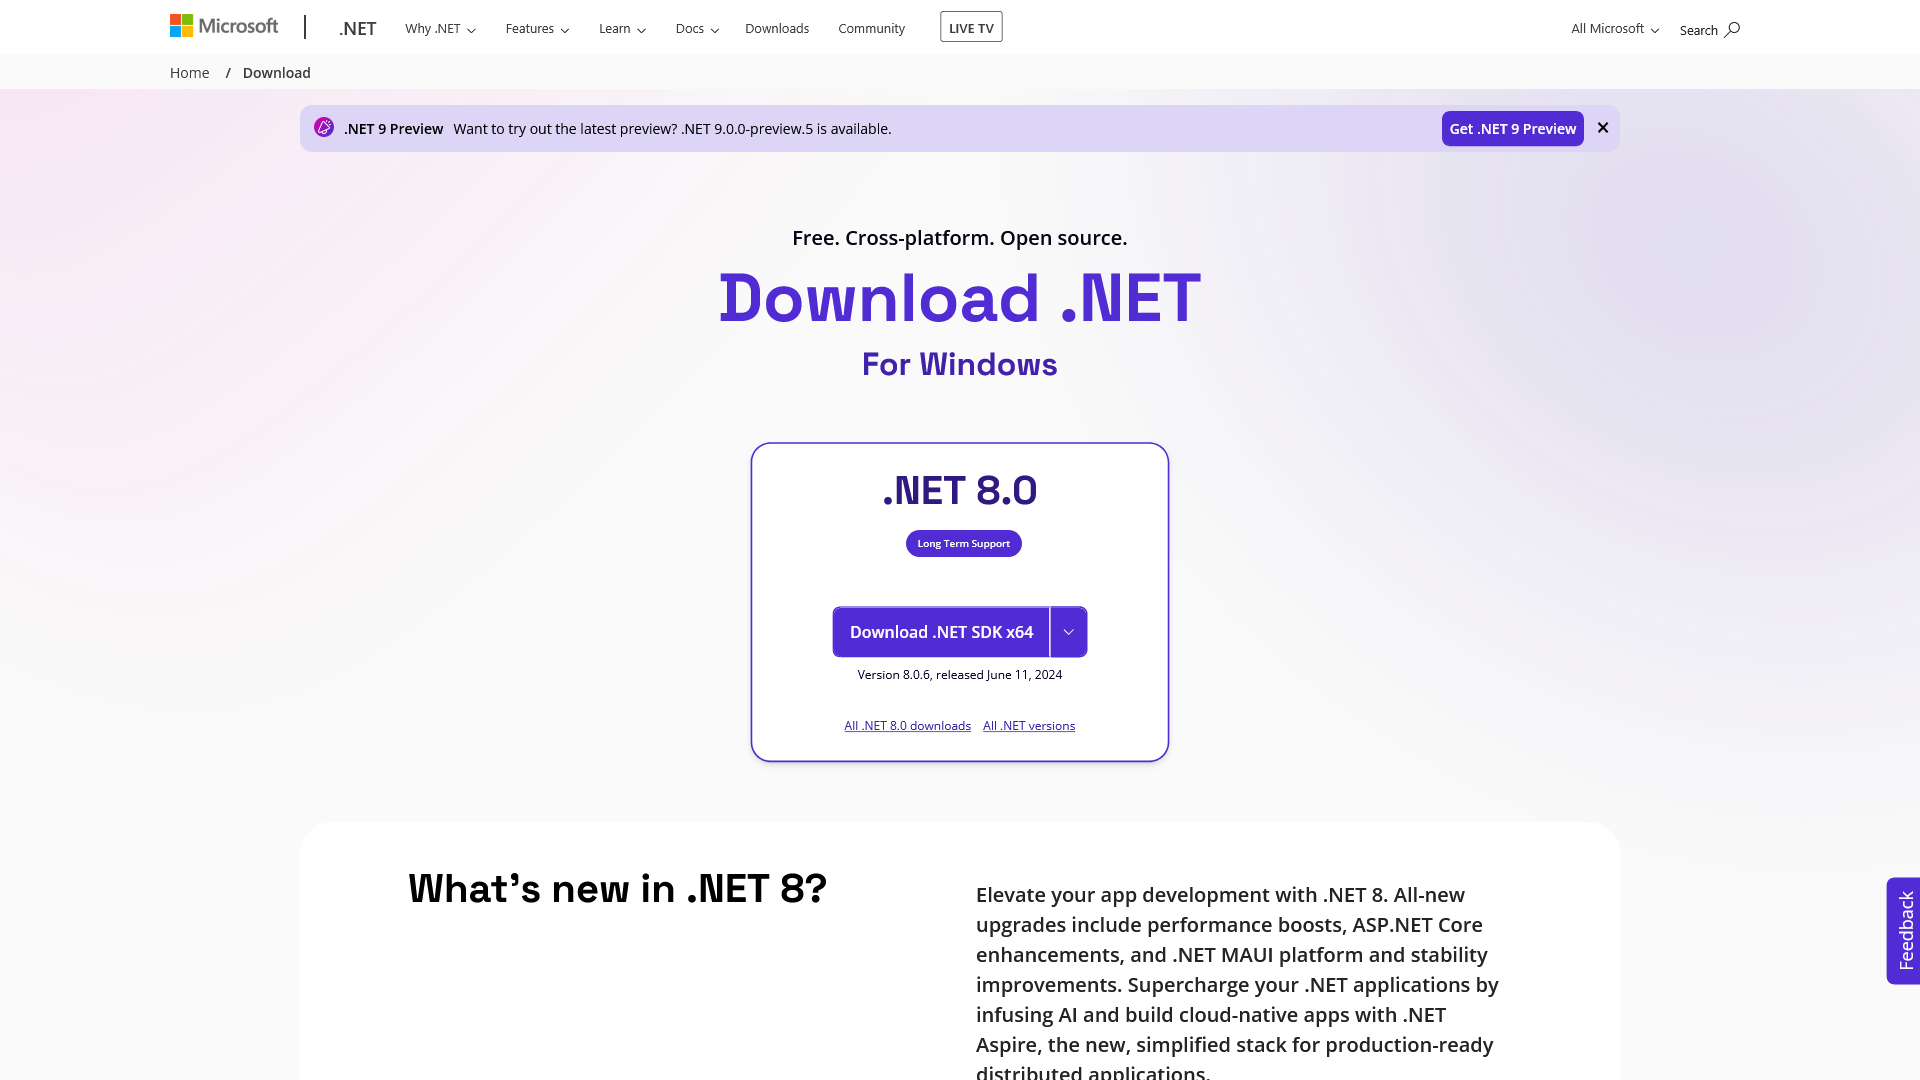 Microsoft
.NET
Why .NET
Features
Learn
Docs
Downloads
Community
LIVE TV
All Microsoft
Search
Home / Download
.NET 9 Preview Want to try out the latest preview? .NET 9.0.0-preview.5 is available.
Get .NET 9 Preview
Free. Cross-platform. Open source.
Download .NET
For Windows
.NET 8.0
Long Term Support
Download .NET SDK x64
Version 8.0.6, released June 11, 2024
All .NET 8.0 downloads
All .NET versions
What's new in .NET 8?
Elevate your app development with .NET 8. All-new
upgrades include performance boosts, ASP.NET Core
enhancements, and .NET MAUI platform and stability
improvements. Supercharge your .NET applications by
infusing AI and build cloud-native apps with .NET
Aspire, the new, simplified stack for production-ready
distributed applications.
Feedback